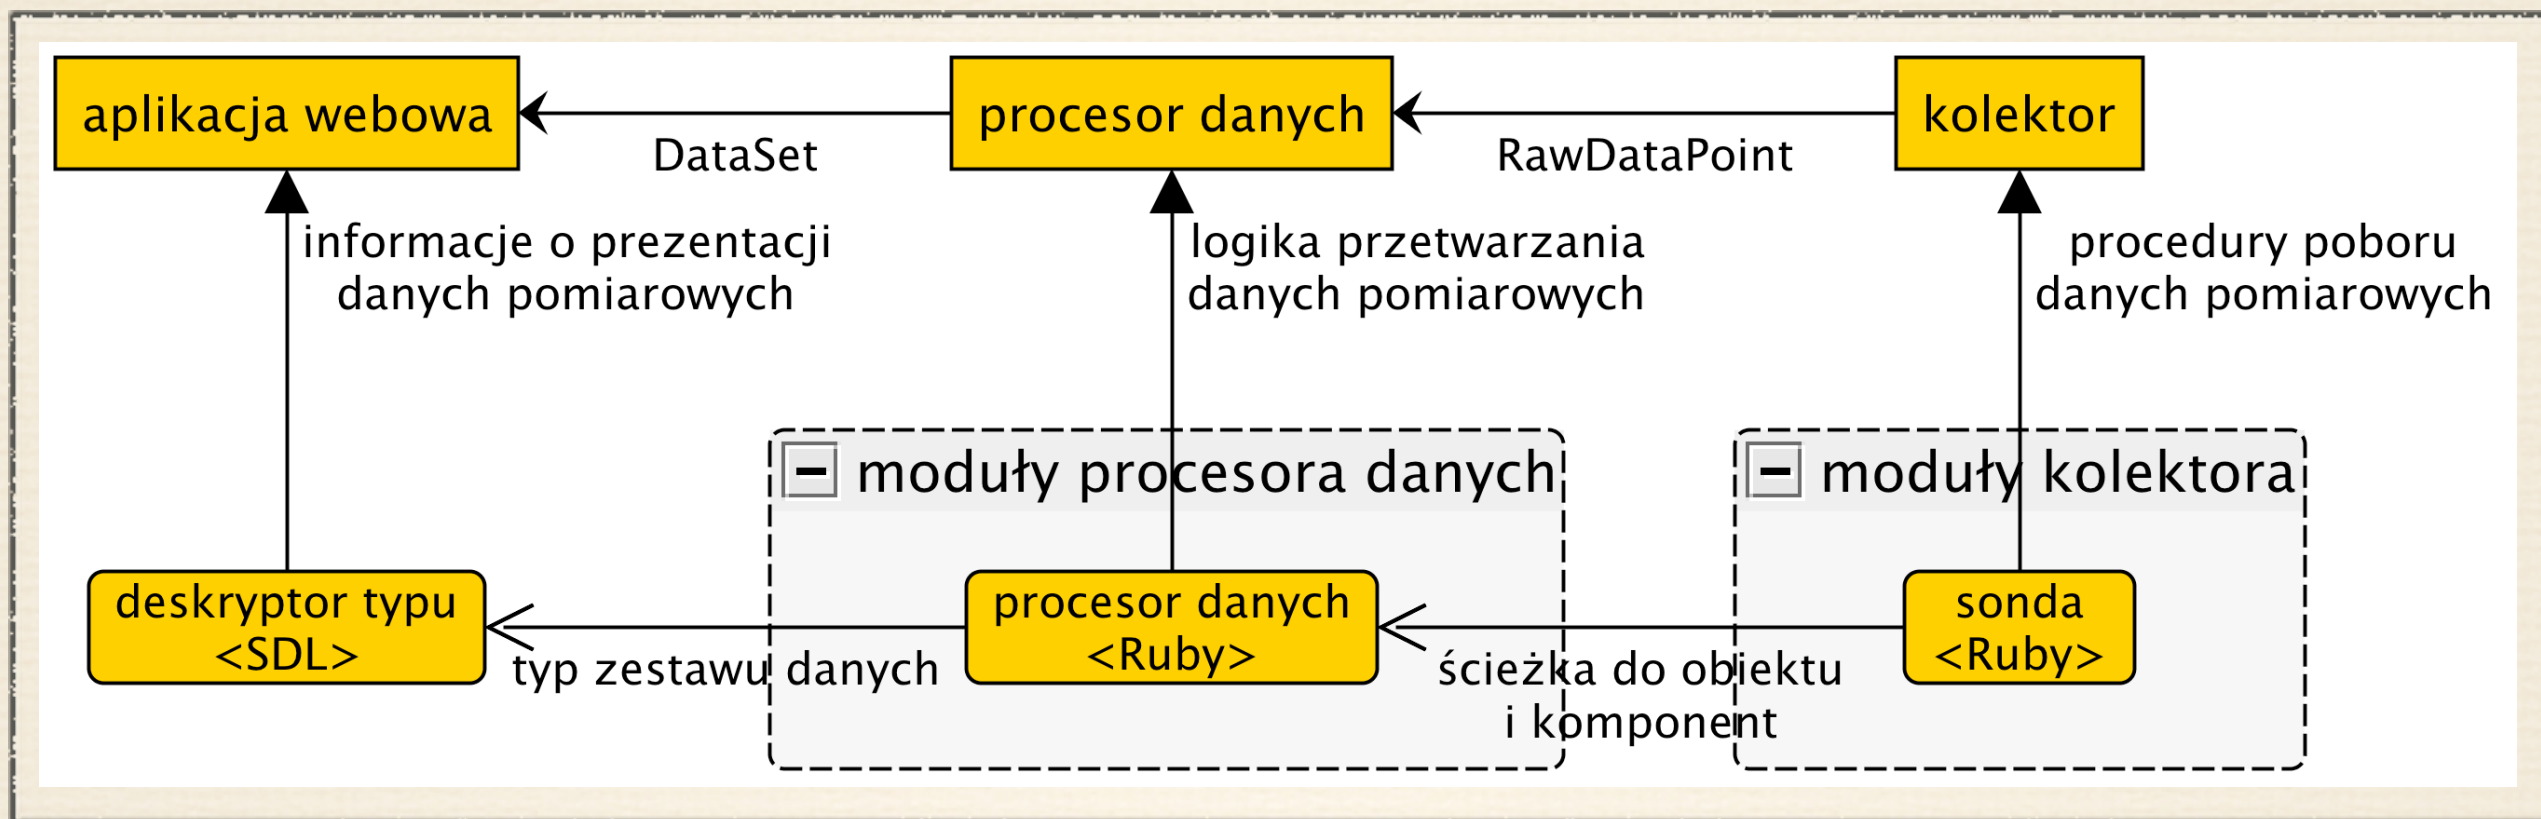 aplikacja webowa
procesor danych
kolektor
DataSet
RawDataPoint
informacje o prezentacji
danych pomiarowych
logika przetwarzania
danych pomiarowych
procedury poboru
danych pomiarowych
moduły procesora danych
moduły kolektora
deskryptor typu
<SDL>
typ zestawu danych
procesor danych
<Ruby>
ścieżka do obiektu
i komponent
sonda
<Ruby>